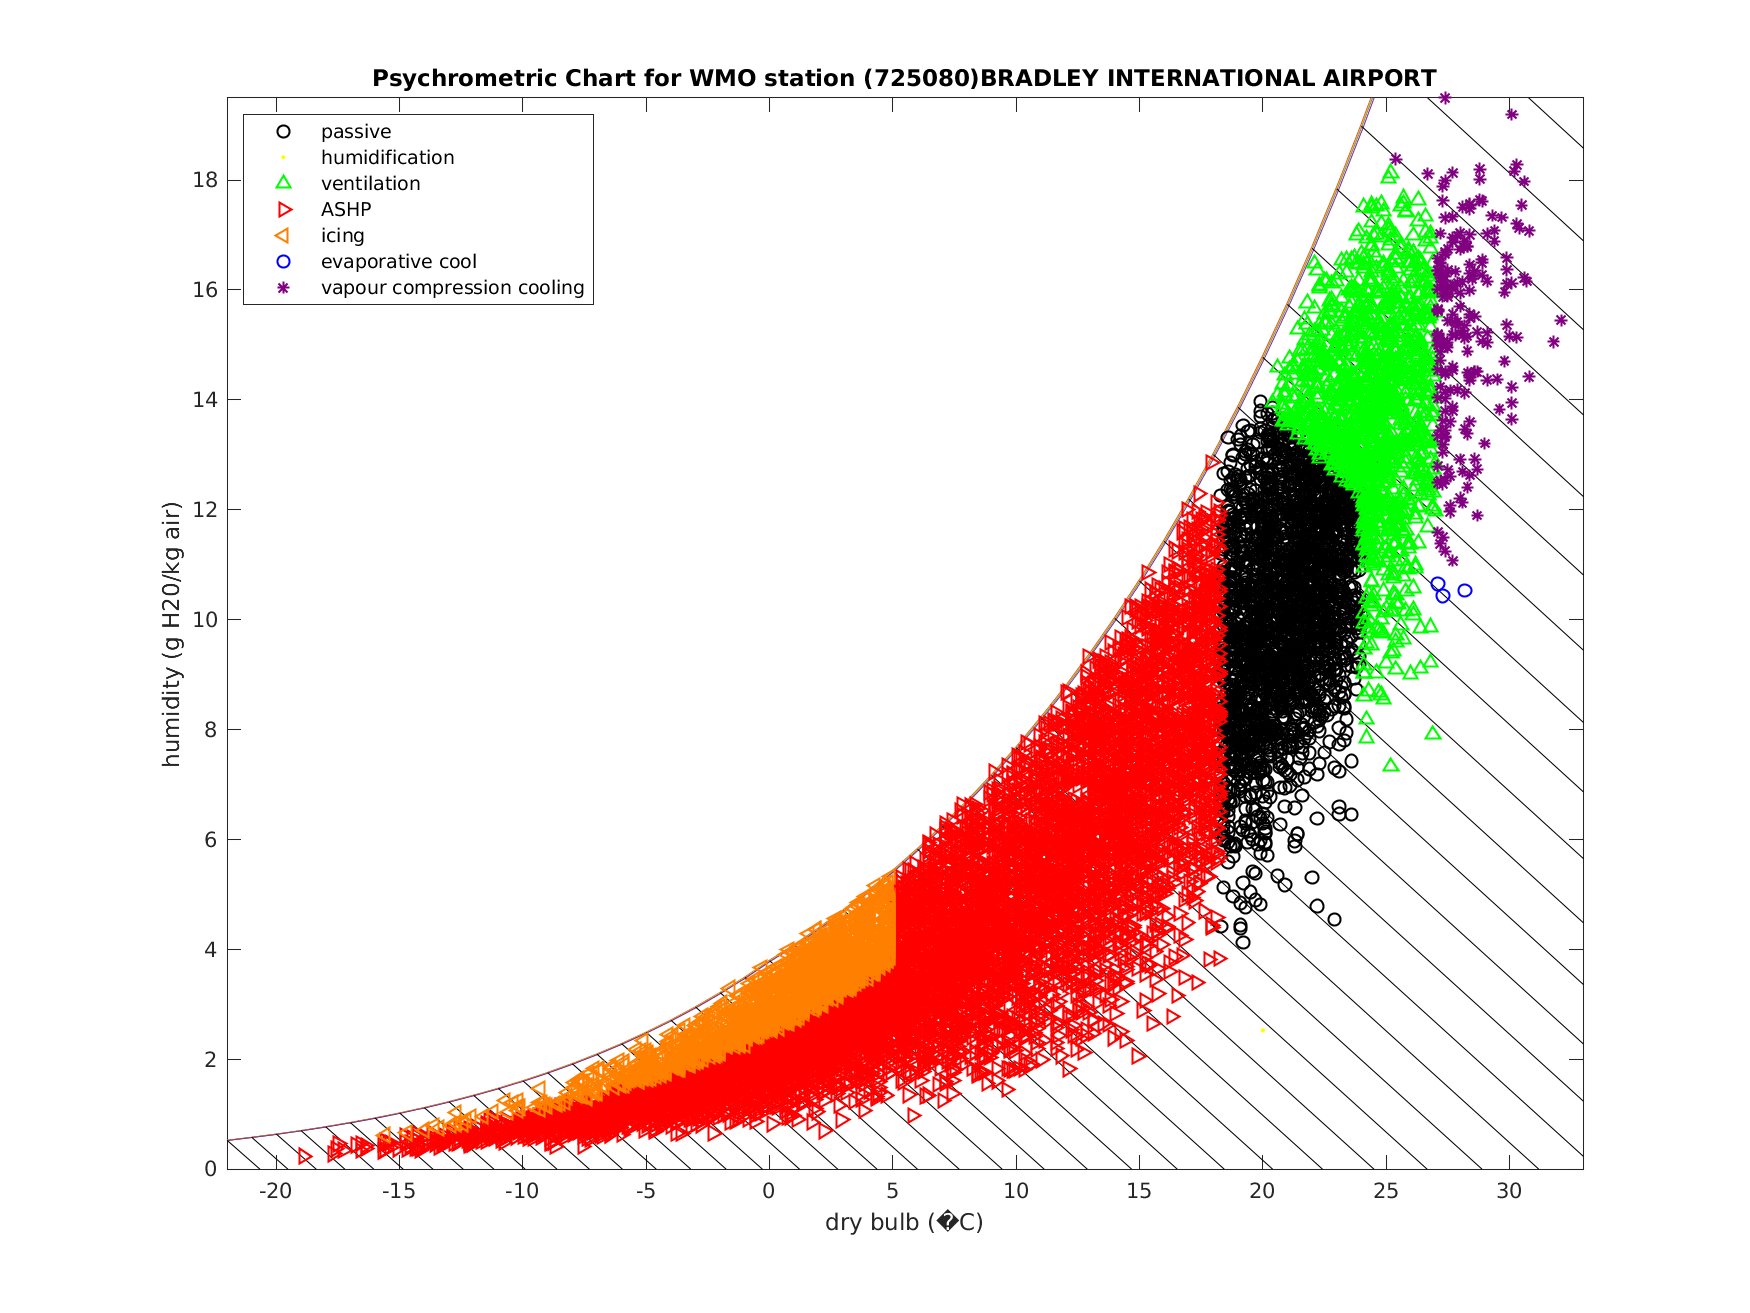 Psychrometric Chart for WMO station (725080)BRADLEY INTERNATIONAL AIRPORT
passive
humidification
ventilation
ASHP
icing
evaporative cool
vapour compression cooling
humidity (g H20/kg air)
18
16
14
12
10
8
6
4
2
0
-20 -15 -10 -5 0 5 10 15 20 25 30
dry bulb (�C)